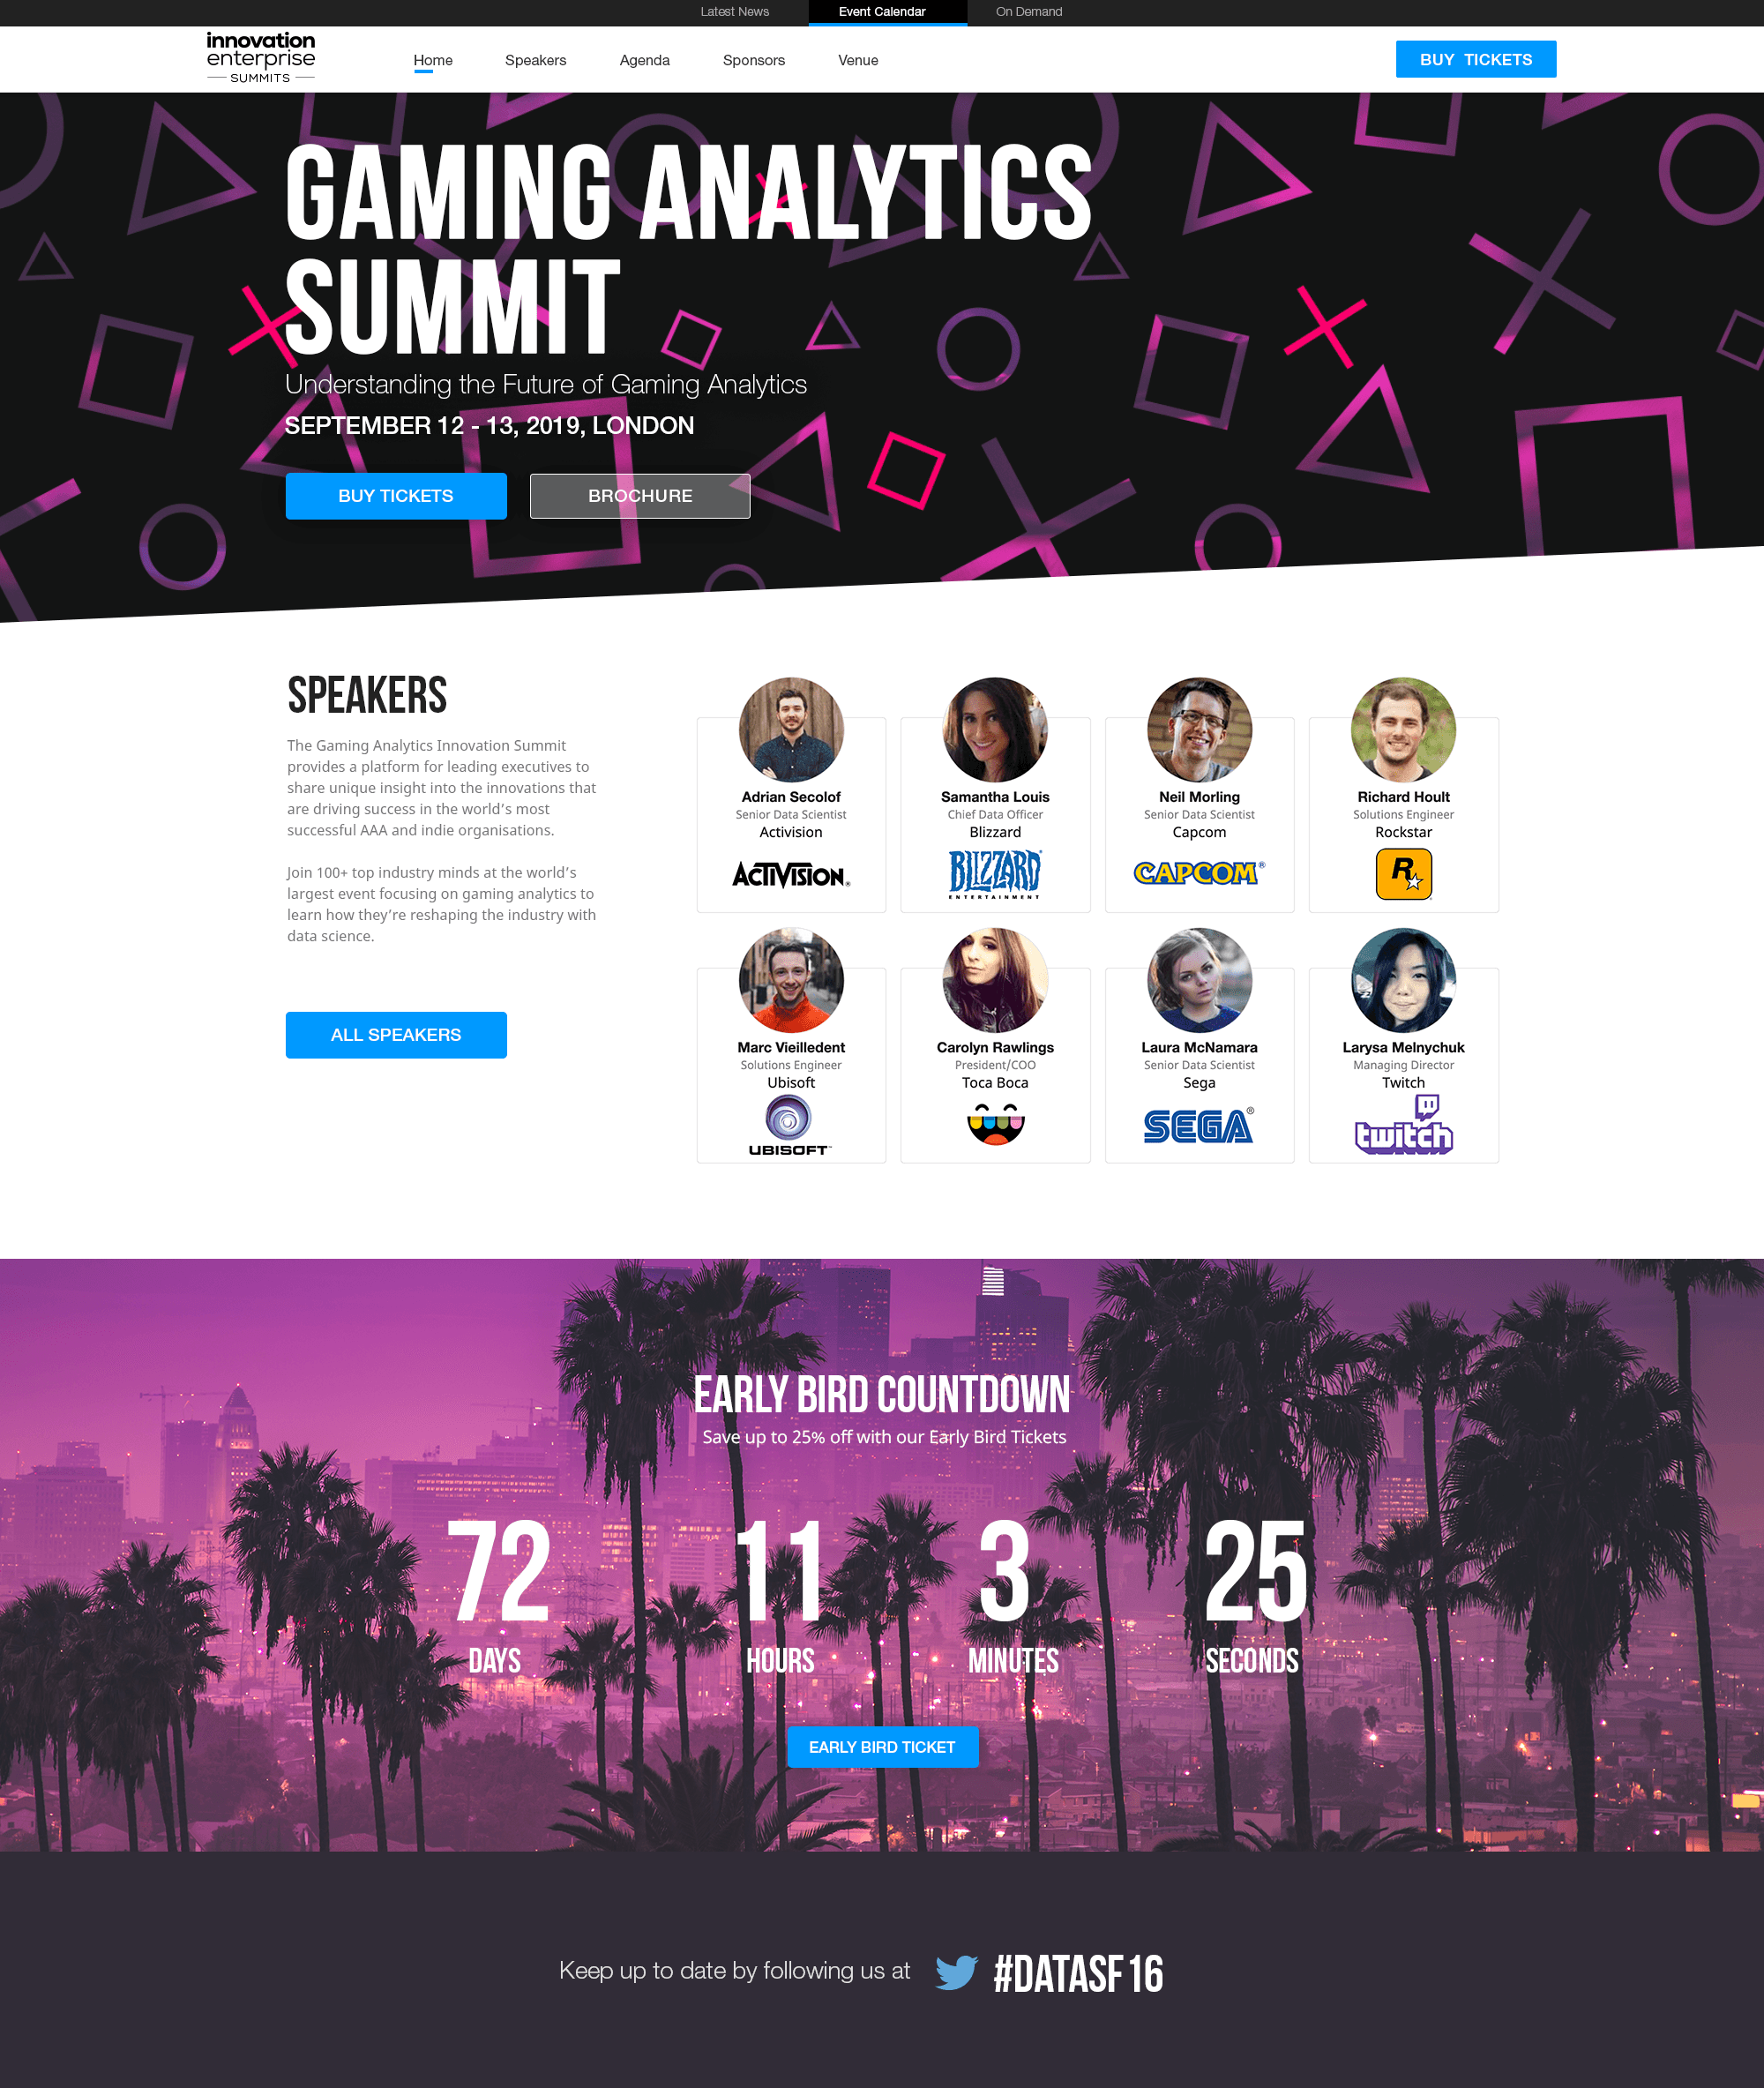 Latest News
Event Calendar
On Demand
innovation
enterprise
SUMMITS
Home
Speakers
Agenda
Sponsors
Venue
BUY TICKETS
GAMING ANALYTICS
SUMMIT
Understanding the Future of Gaming Analytics
SEPTEMBER 12 - 13, 2019, LONDON
BUY TICKETS
BROCHURE
SPEAKERS
The Gaming Analytics Innovation Summit
provides a platform for leading executives to
share unique insight into the innovations that
are driving success in the world’s most
successful AAA and indie organisations.
Join 100+ top industry minds at the world’s
largest event focusing on gaming analytics to
learn how they’re reshaping the industry with
data science.
ALL SPEAKERS
Adrian Secolof
Senior Data Scientist
Activision
ACTIVISION®
Samantha Louis
Chief Data Officer
Blizzard
BLIZZARD®
ENTERTAINMENT
Neil Morling
Senior Data Scientist
Capcom
CAPCOM®
Richard Hoult
Solutions Engineer
Rockstar
R
Marc Vieilledent
Solutions Engineer
Ubisoft
UBISOFT™
Carolyn Rawlings
President/COO
Toca Boca
Laura McNamara
Senior Data Scientist
Sega
SEGA®
Larysa Melnychuk
Managing Director
Twitch
twitch
EARLY BIRD COUNTDOWN
Save up to 25% off with our Early Bird Tickets
72
11
3
25
DAYS
HOURS
MINUTES
SECONDS
EARLY BIRD TICKET
Keep up to date by following us at
#DATASF16